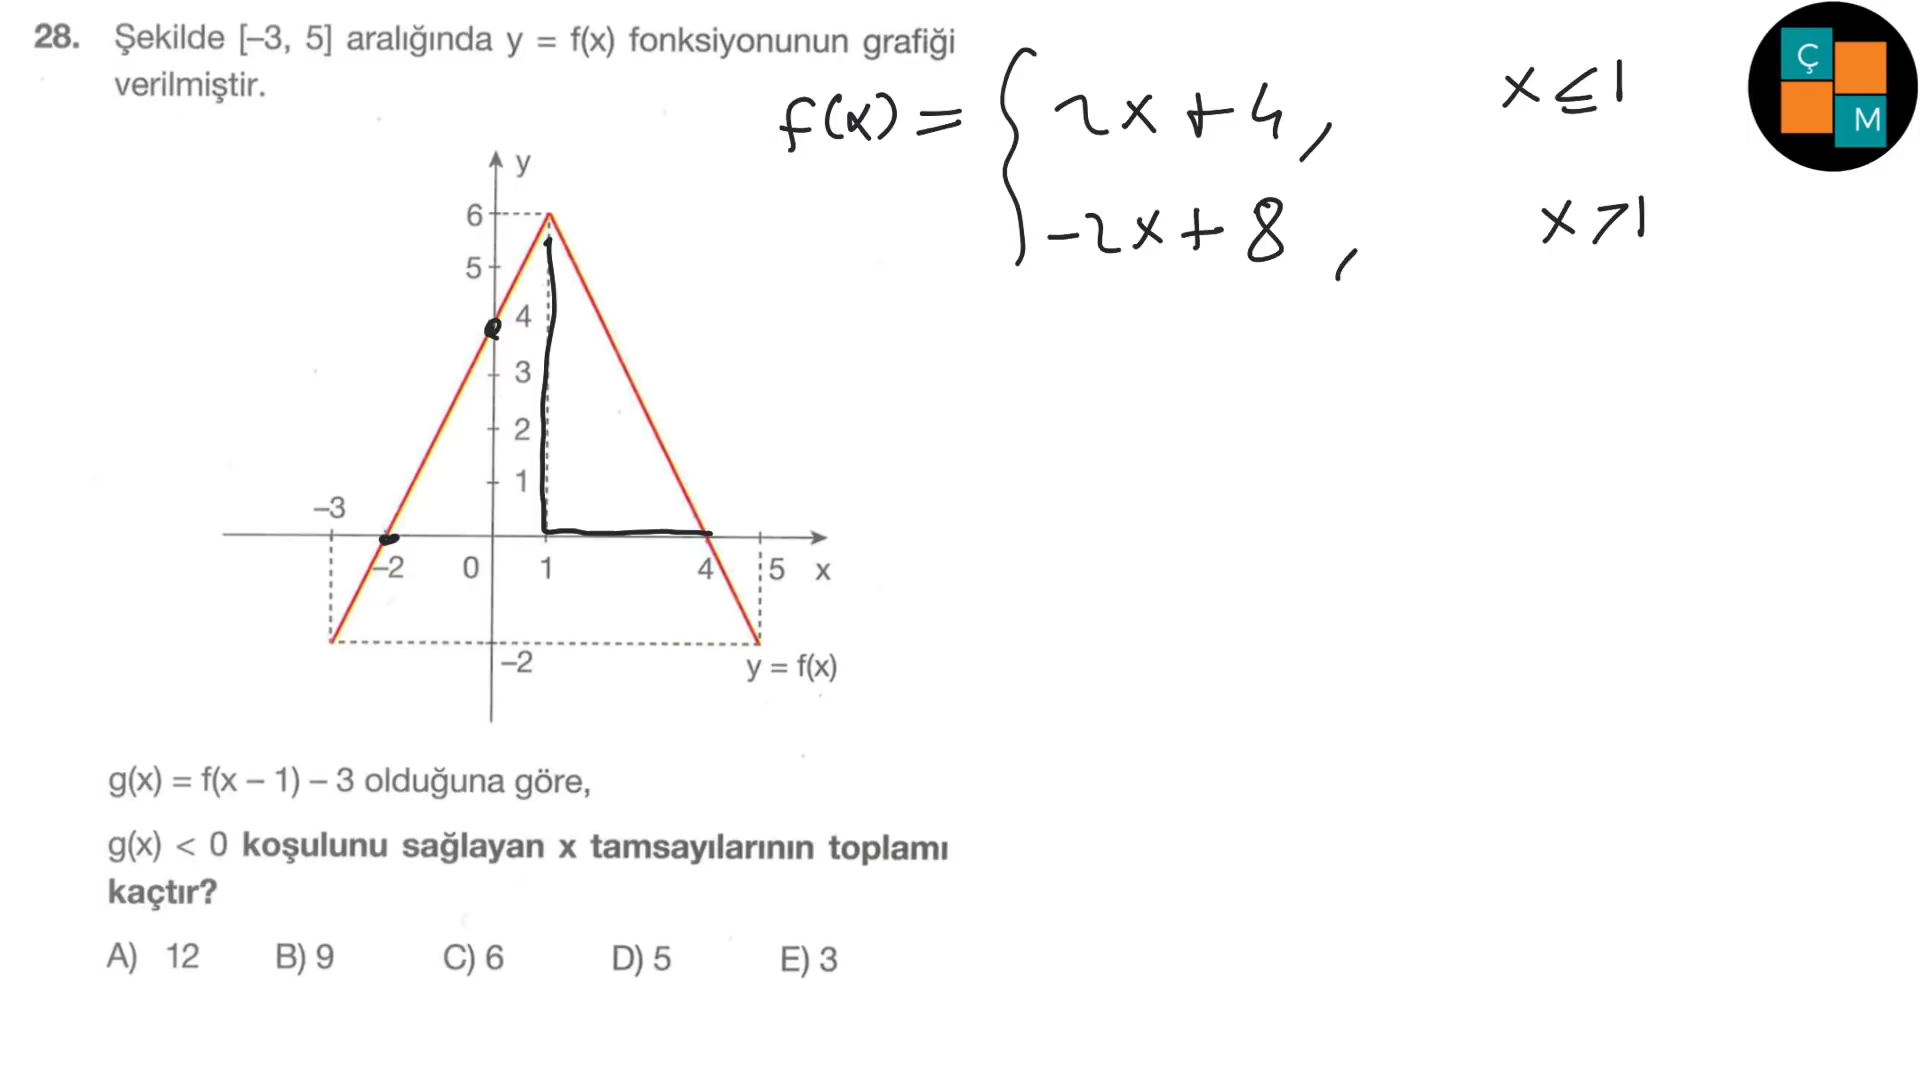 28. Şekilde [–3, 5] aralığında y = f(x) fonksiyonunun grafiği
verilmiştir.
f(x) = { 2x + 4 , x ≤ 1
-2x + 8 , x > 1
Ç
M
y
6
5
4
3
2
1
–3
–2 0 1 4 5 x
–2
y = f(x)
g(x) = f(x – 1) – 3 olduğuna göre,
g(x) < 0 koşulunu sağlayan x tamsayılarının toplamı
kaçtır?
A) 12 B) 9 C) 6 D) 5 E) 3